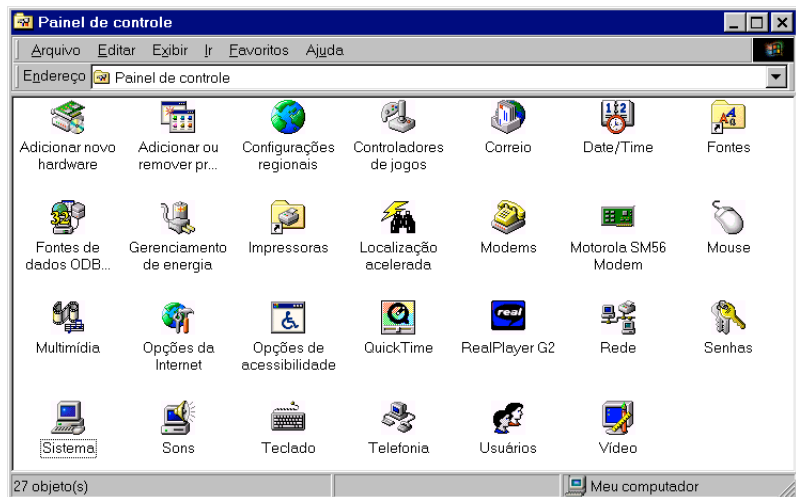 Painel de controle
Arquivo Editar Exibir Ir Favoritos Ajuda
Endereço Painel de controle
Adicionar novo hardware
Adicionar ou remover pr...
Configurações regionais
Controladores de jogos
Correio
Date/Time
Fontes
Fontes de dados ODB...
Gerenciamento de energia
Impressoras
Localização acelerada
Modems
Motorola SM56 Modem
Mouse
Multimídia
Opções da Internet
Opções de acessibilidade
QuickTime
RealPlayer G2
Rede
Senhas
Sistema
Sons
Teclado
Telefonia
Usuários
Vídeo
27 objeto(s)
Meu computador